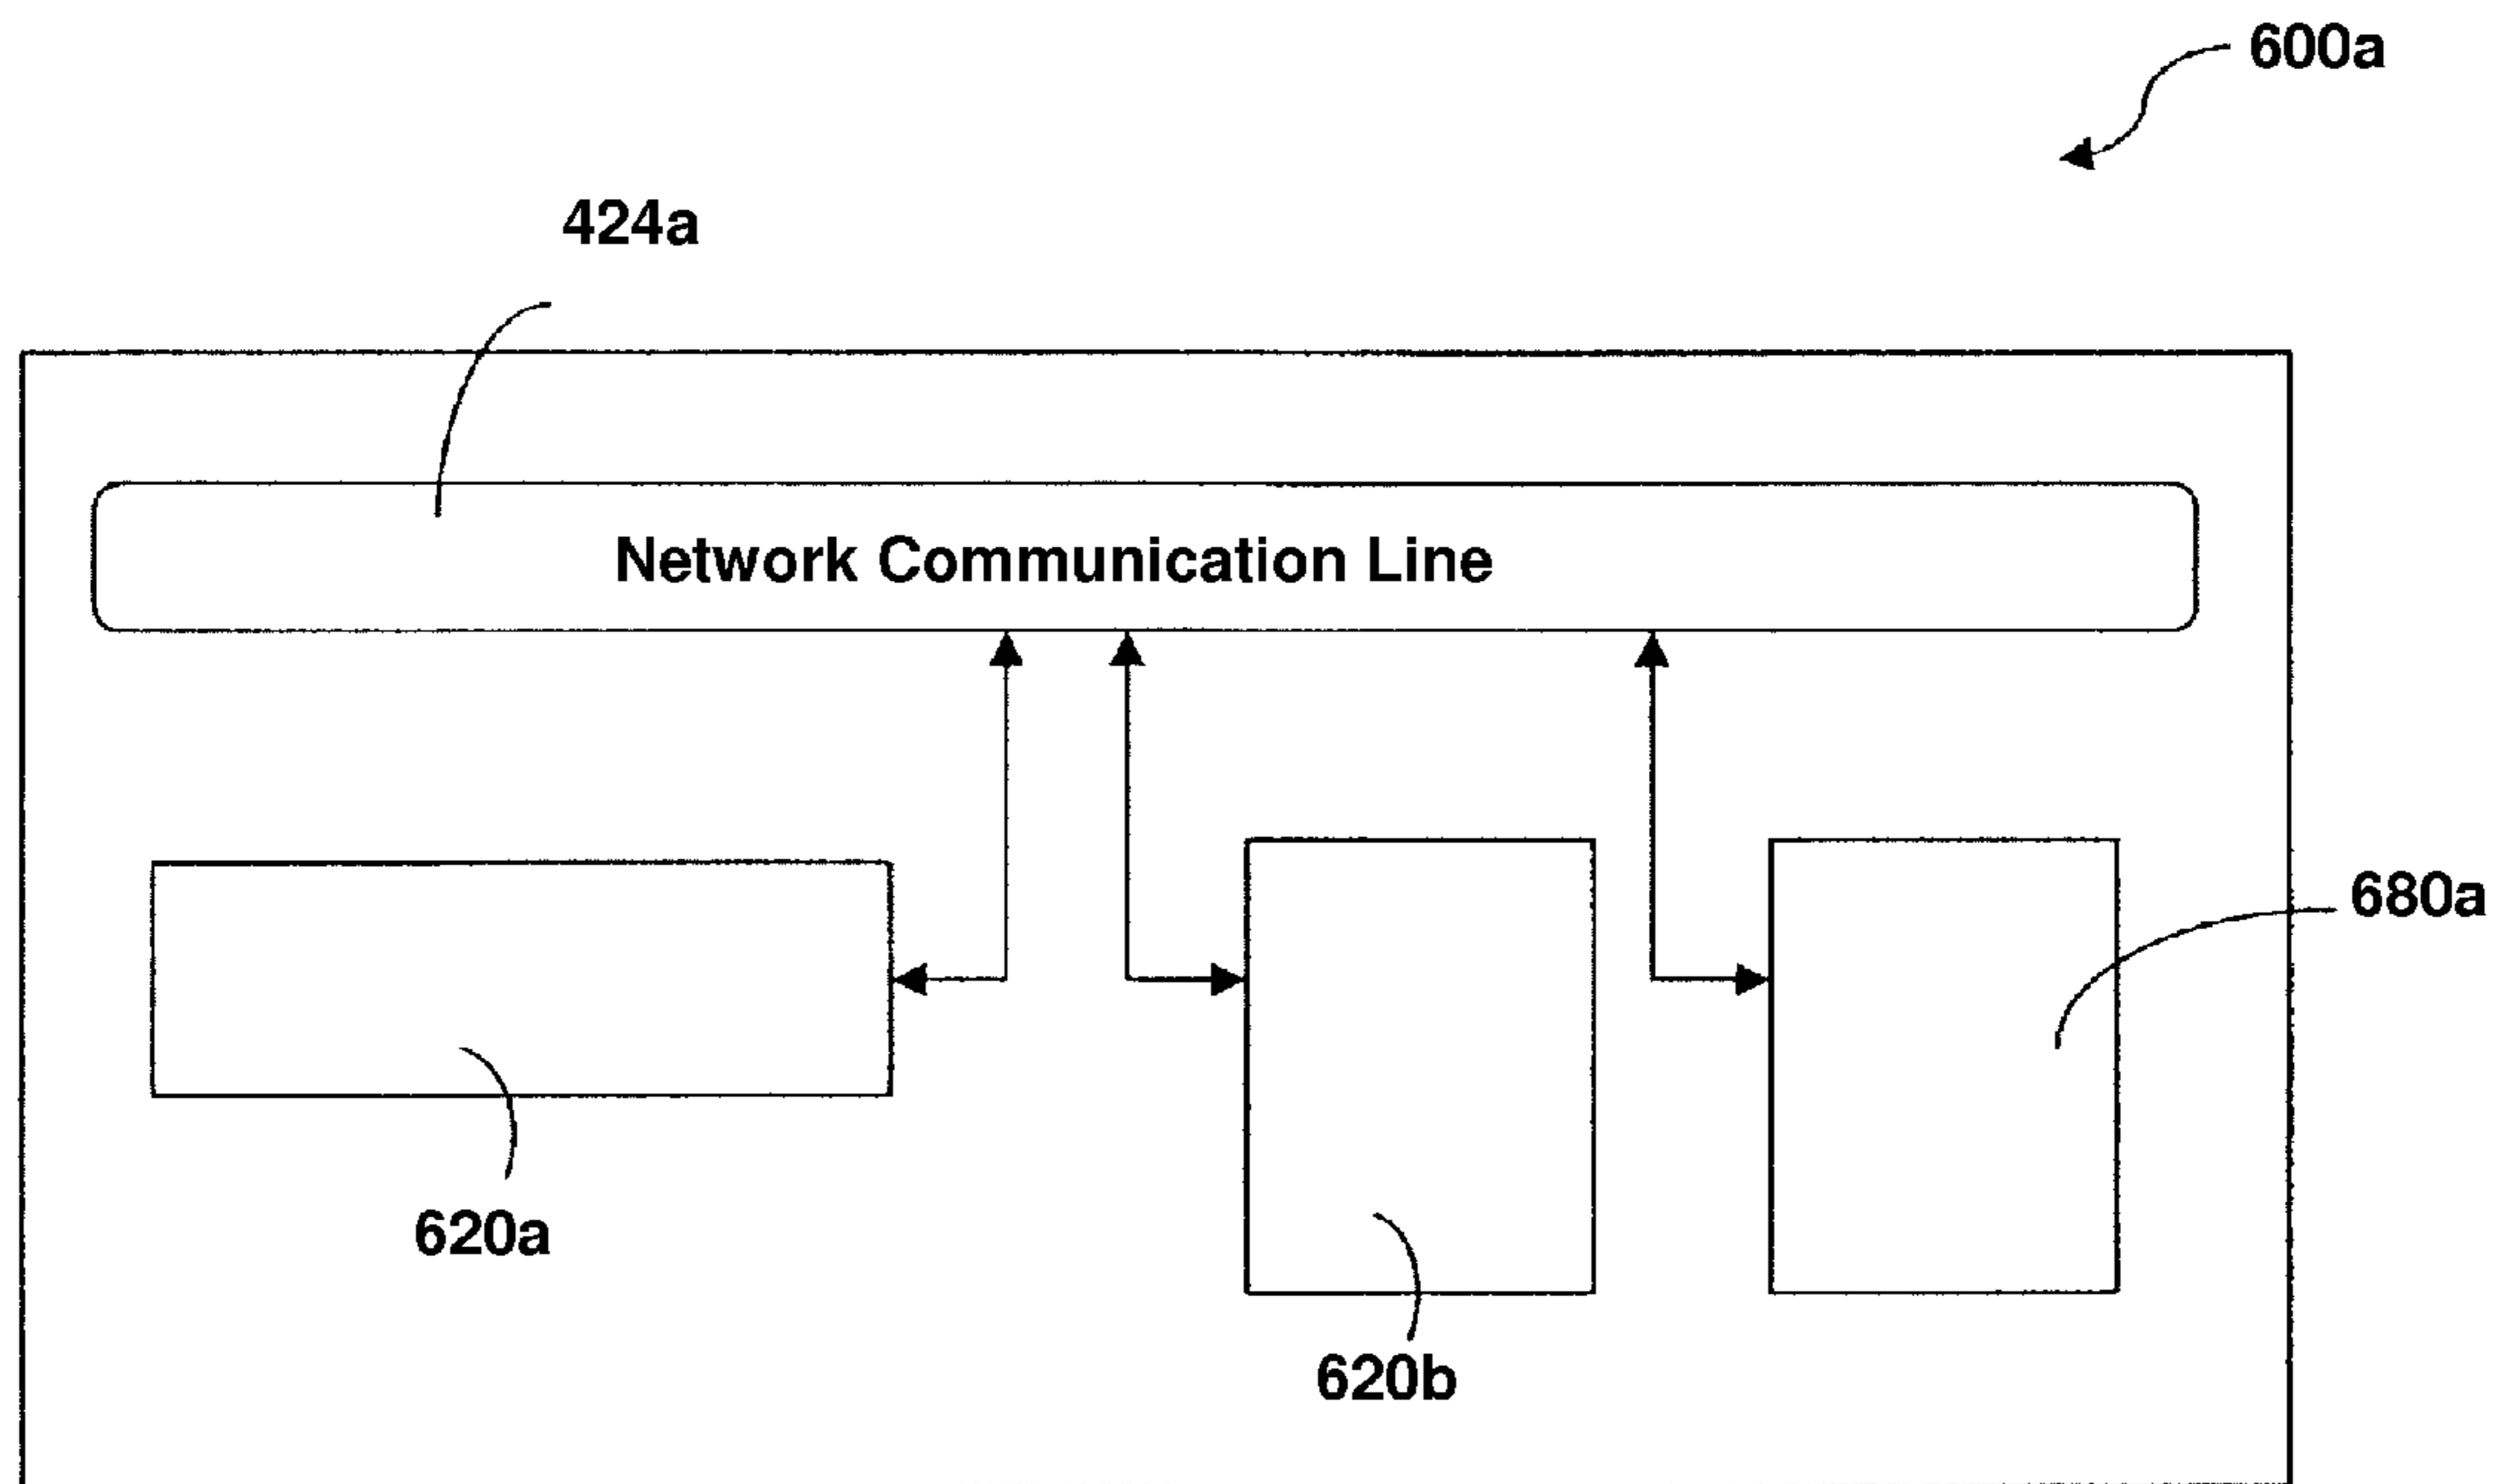 600a
424a
Network Communication Line
680a
620a
620b